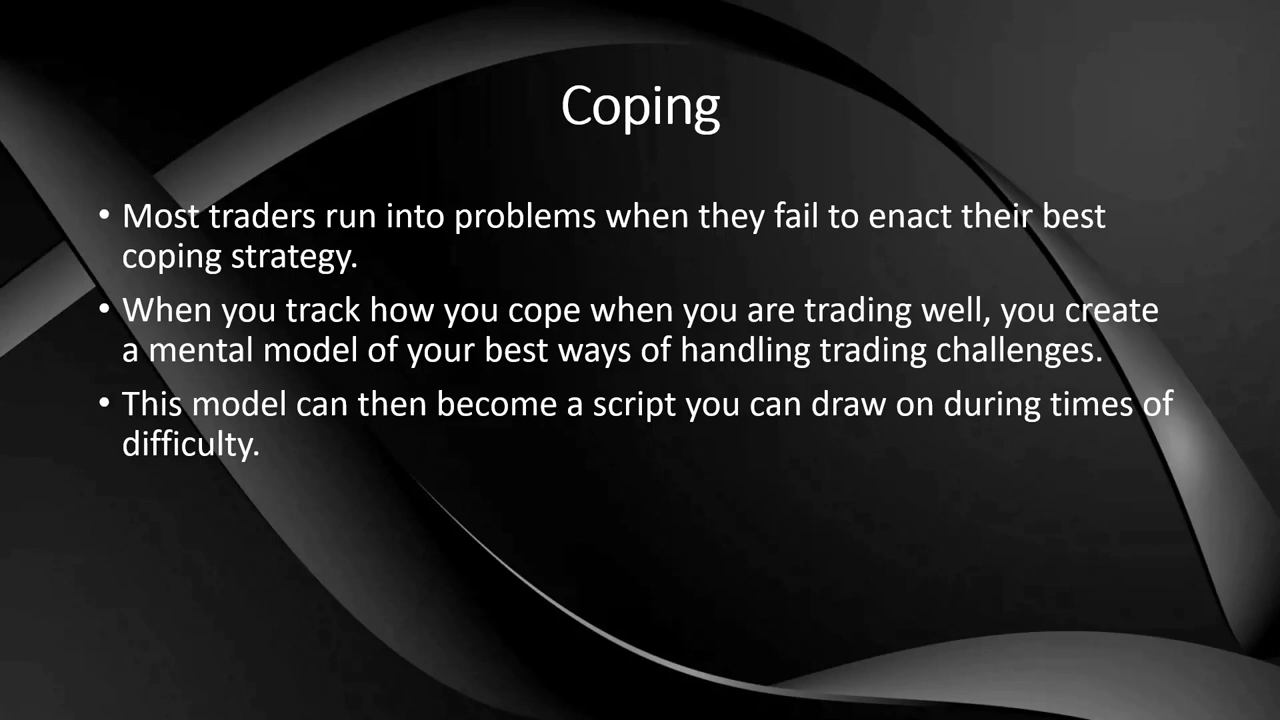 Coping
• Most traders run into problems when they fail to enact their best
coping strategy.
• When you track how you cope when you are trading well, you create
a mental model of your best ways of handling trading challenges.
• This model can then become a script you can draw on during times of
difficulty.